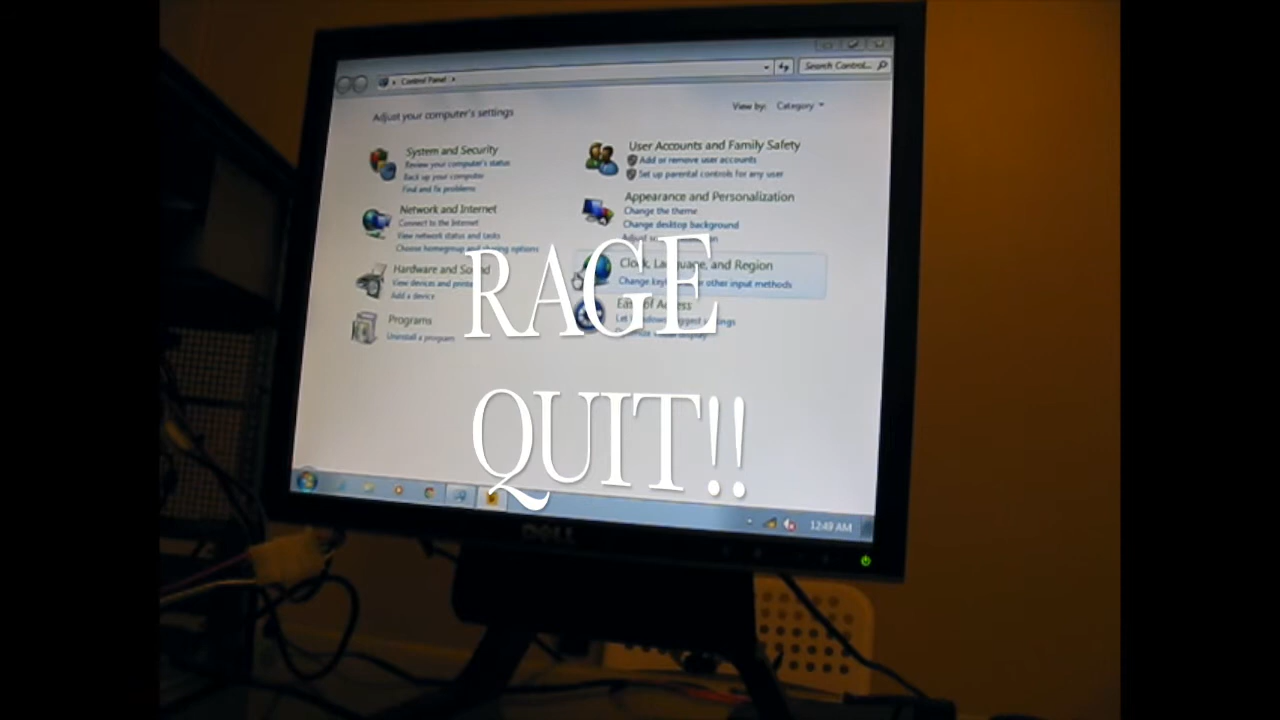 Control Panel
Search Control...
Adjust your computer's settings
View by: Category
System and Security
Review your computer's status
Back up your computer
Find and fix problems
Network and Internet
Connect to the Internet
View network status and tasks
Choose homegroup and sharing options
Hardware and Sound
View devices and
Add a device
Programs
Uninstall a program
User Accounts and Family Safety
Add or remove user accounts
Set up parental controls for any user
Appearance and Personalization
Change the theme
Change desktop background
Clock, Language, and Region
Change other input methods
Ease of Access
RAGE
QUIT!!
12:49 AM
DELL